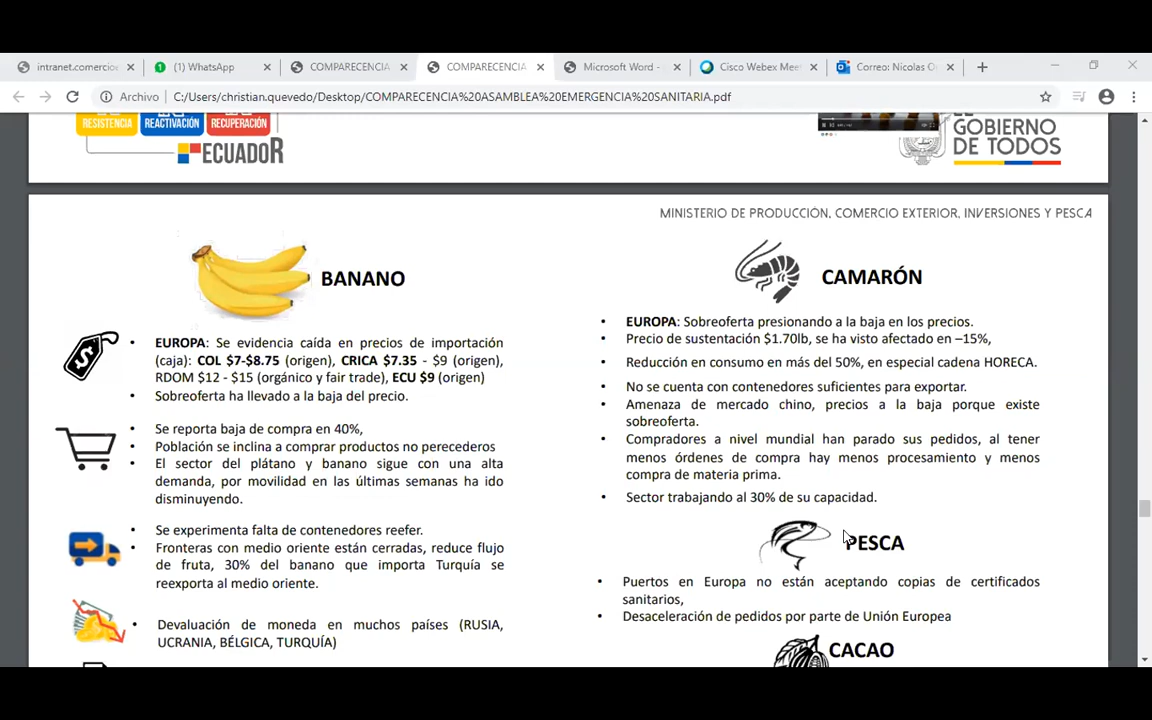 intranet.comercio
(1) WhatsApp
COMPARECENCIA
COMPARECENCIA
Microsoft Word -
Cisco Webex Mee
Correo: Nicolas O
Archivo
C:/Users/christian.quevedo/Desktop/COMPARECENCIA%20ASAMBLEA%20EMERGENCIA%20SANITARIA.pdf
RESISTENCIA
REACTIVACIÓN
RECUPERACIÓN
ECUADOR
GOBIERNO
DE TODOS
MINISTERIO DE PRODUCCIÓN, COMERCIO EXTERIOR, INVERSIONES Y PESCA
BANANO
• EUROPA: Se evidencia caída en precios de importación
(caja): COL $7-$8.75 (origen), CRICA $7.35 - $9 (origen),
RDOM $12 - $15 (orgánico y fair trade), ECU $9 (origen)
• Sobreoferta ha llevado a la baja del precio.
• Se reporta baja de compra en 40%,
• Población se inclina a comprar productos no perecederos
• El sector del plátano y banano sigue con una alta
demanda, por movilidad en las últimas semanas ha ido
disminuyendo.
• Se experimenta falta de contenedores reefer.
• Fronteras con medio oriente están cerradas, reduce flujo
de fruta, 30% del banano que importa Turquía se
reexporta al medio oriente.
• Devaluación de moneda en muchos países (RUSIA,
UCRANIA, BÉLGICA, TURQUÍA)
CAMARÓN
• EUROPA: Sobreoferta presionando a la baja en los precios.
• Precio de sustentación $1.70lb, se ha visto afectado en –15%,
• Reducción en consumo en más del 50%, en especial cadena HORECA.
• No se cuenta con contenedores suficientes para exportar.
• Amenaza de mercado chino, precios a la baja porque existe
sobreoferta.
• Compradores a nivel mundial han parado sus pedidos, al tener
menos órdenes de compra hay menos procesamiento y menos
compra de materia prima.
• Sector trabajando al 30% de su capacidad.
PESCA
• Puertos en Europa no están aceptando copias de certificados
sanitarios,
• Desaceleración de pedidos por parte de Unión Europea
CACAO